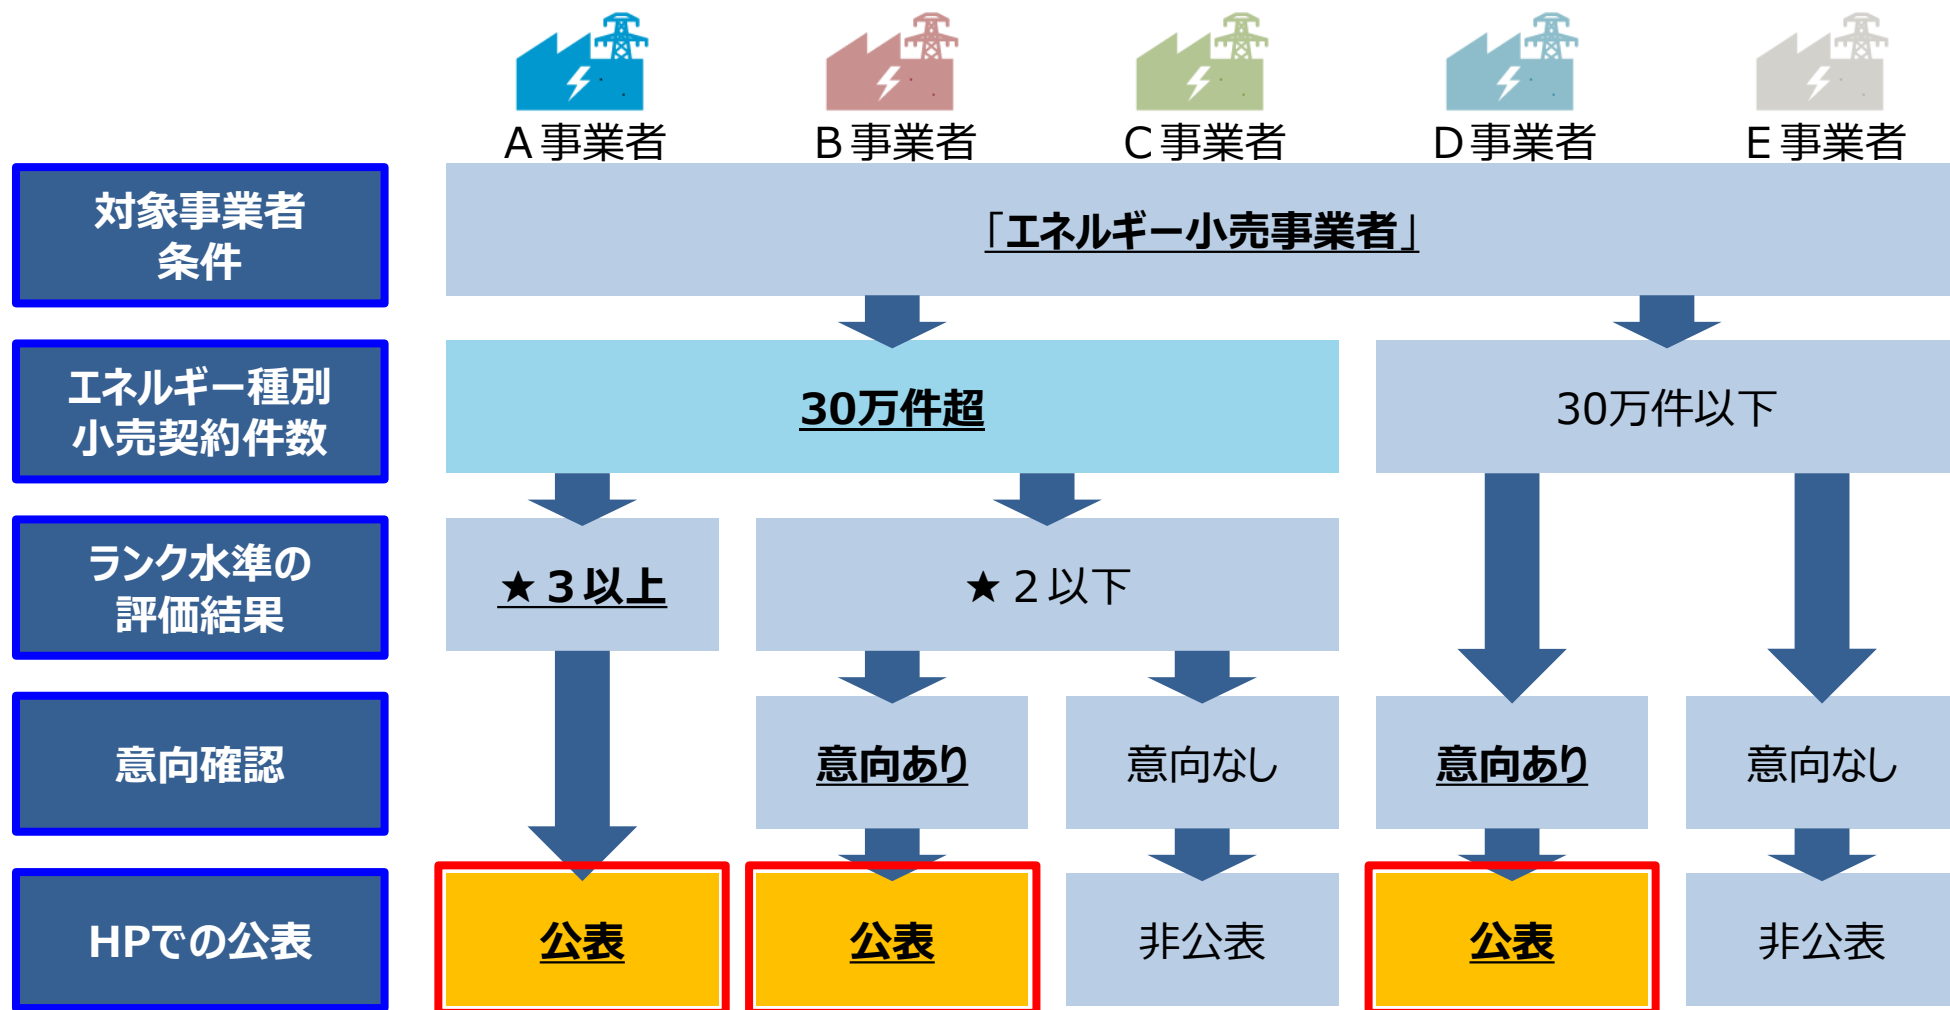 A事業者
B事業者
C事業者
D事業者
E事業者
対象事業者
条件
「エネルギー小売事業者」
エネルギー種別
小売契約件数
30万件超
30万件以下
ランク水準の
評価結果
★３以上
★２以下
意向確認
意向あり
意向なし
意向あり
意向なし
HPでの公表
公表
公表
非公表
公表
非公表